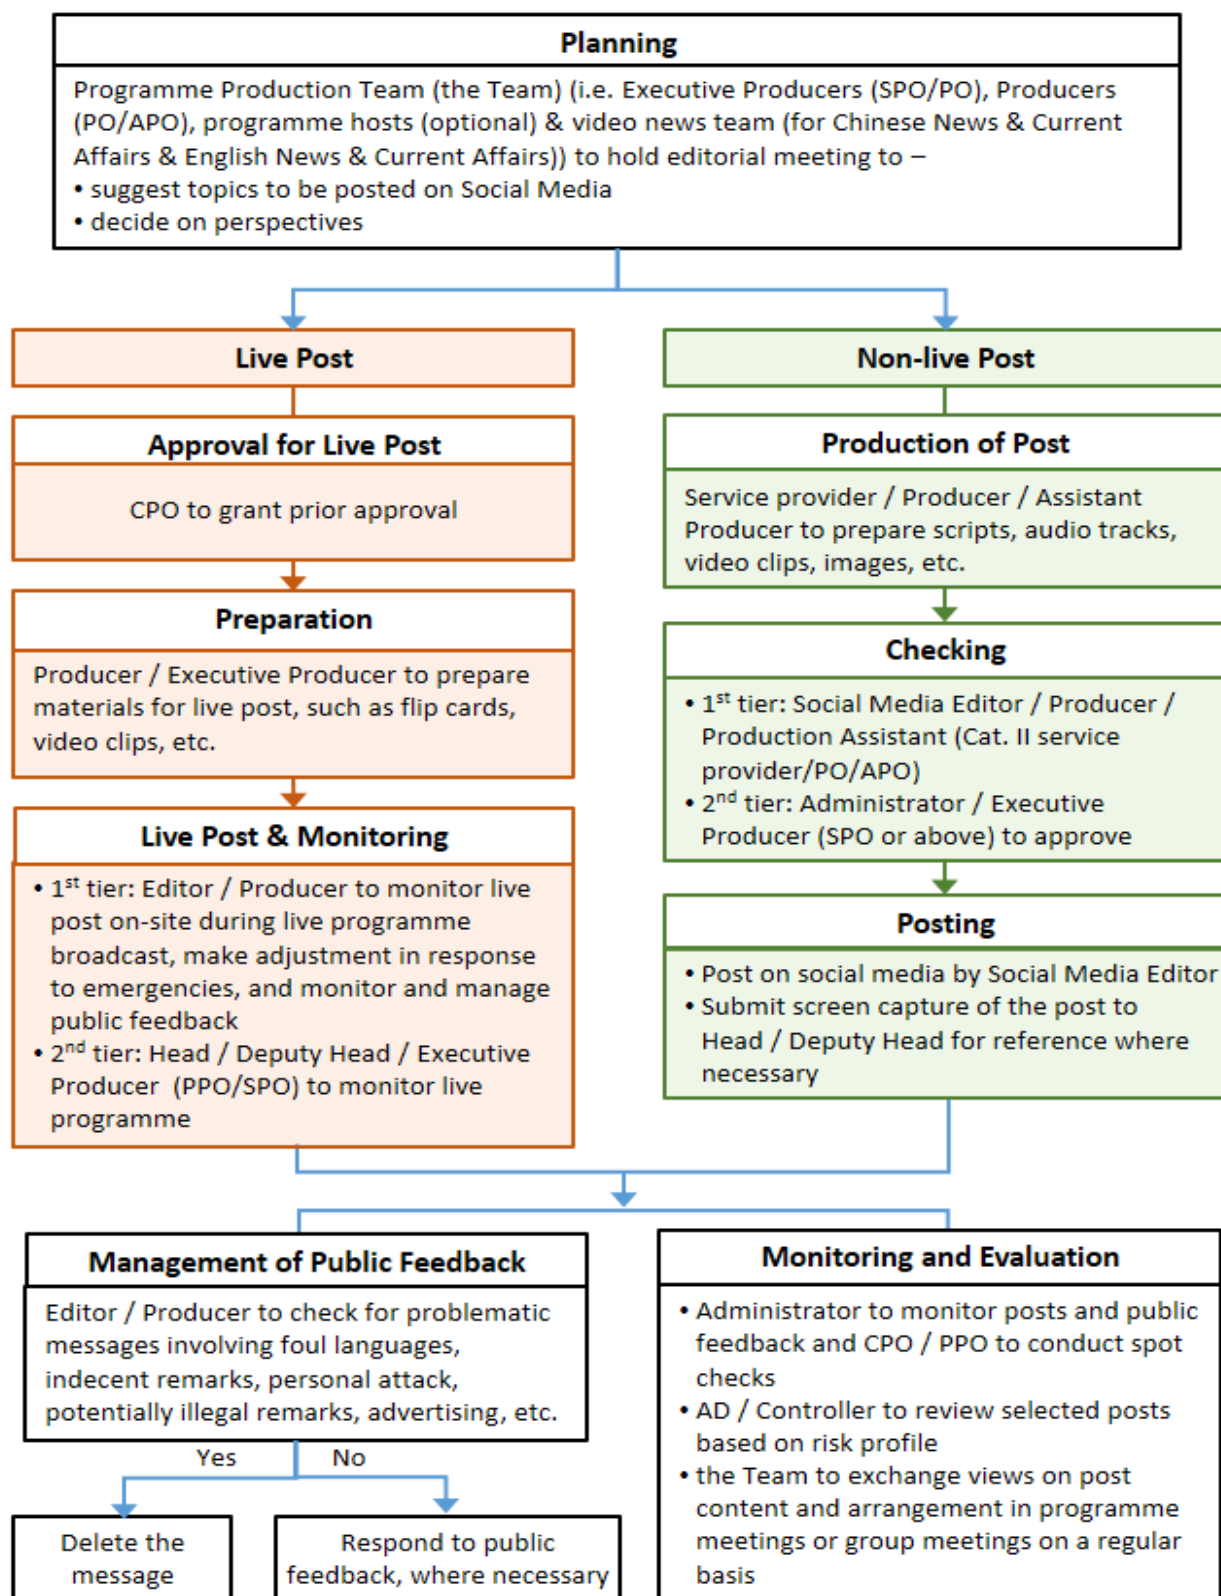 Planning
Programme Production Team (the Team) (i.e. Executive Producers (SPO/PO), Producers
(PO/APO), programme hosts (optional) & video news team (for Chinese News & Current
Affairs & English News & Current Affairs)) to hold editorial meeting to –
• suggest topics to be posted on Social Media
• decide on perspectives
Live Post
Approval for Live Post
CPO to grant prior approval
Preparation
Producer / Executive Producer to prepare
materials for live post, such as flip cards,
video clips, etc.
Live Post & Monitoring
• 1st tier: Editor / Producer to monitor live
post on-site during live programme
broadcast, make adjustment in response
to emergencies, and monitor and manage
public feedback
• 2nd tier: Head / Deputy Head / Executive
Producer (PPO/SPO) to monitor live
programme
Non-live Post
Production of Post
Service provider / Producer / Assistant
Producer to prepare scripts, audio tracks,
video clips, images, etc.
Checking
• 1st tier: Social Media Editor / Producer /
Production Assistant (Cat. II service
provider/PO/APO)
• 2nd tier: Administrator / Executive
Producer (SPO or above) to approve
Posting
• Post on social media by Social Media Editor
• Submit screen capture of the post to
Head / Deputy Head for reference where
necessary
Management of Public Feedback
Editor / Producer to check for problematic
messages involving foul languages,
indecent remarks, personal attack,
potentially illegal remarks, advertising, etc.
Yes
No
Delete the
message
Respond to public
feedback, where necessary
Monitoring and Evaluation
• Administrator to monitor posts and public
feedback and CPO / PPO to conduct spot
checks
• AD / Controller to review selected posts
based on risk profile
• the Team to exchange views on post
content and arrangement in programme
meetings or group meetings on a regular
basis